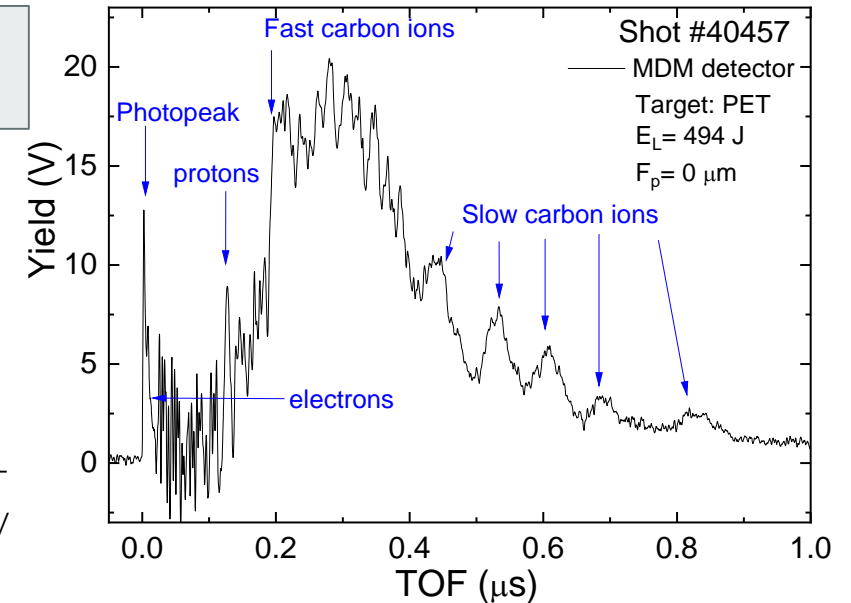 Fast carbon ions
Shot #40457
MDM detector
Target: PET
E_L= 494 J
F_p= 0 μm
Photopeak
protons
Slow carbon ions
electrons
Yield (V)
20
15
10
5
0
0.0 0.2 0.4 0.6 0.8 1.0
TOF (μs)